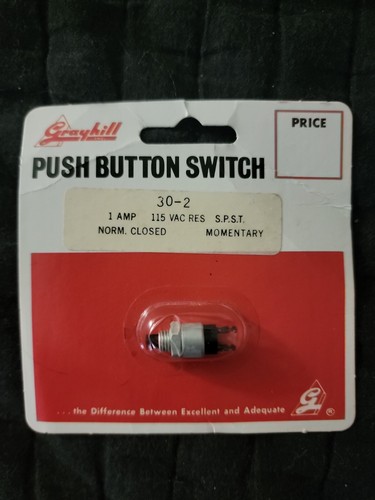 Grayhill
PRICE
PUSH BUTTON SWITCH
30-2
1 AMP 115 VAC RES S.P.S.T.
NORM. CLOSED MOMENTARY
... the Difference Between Excellent and Adequate
G ®